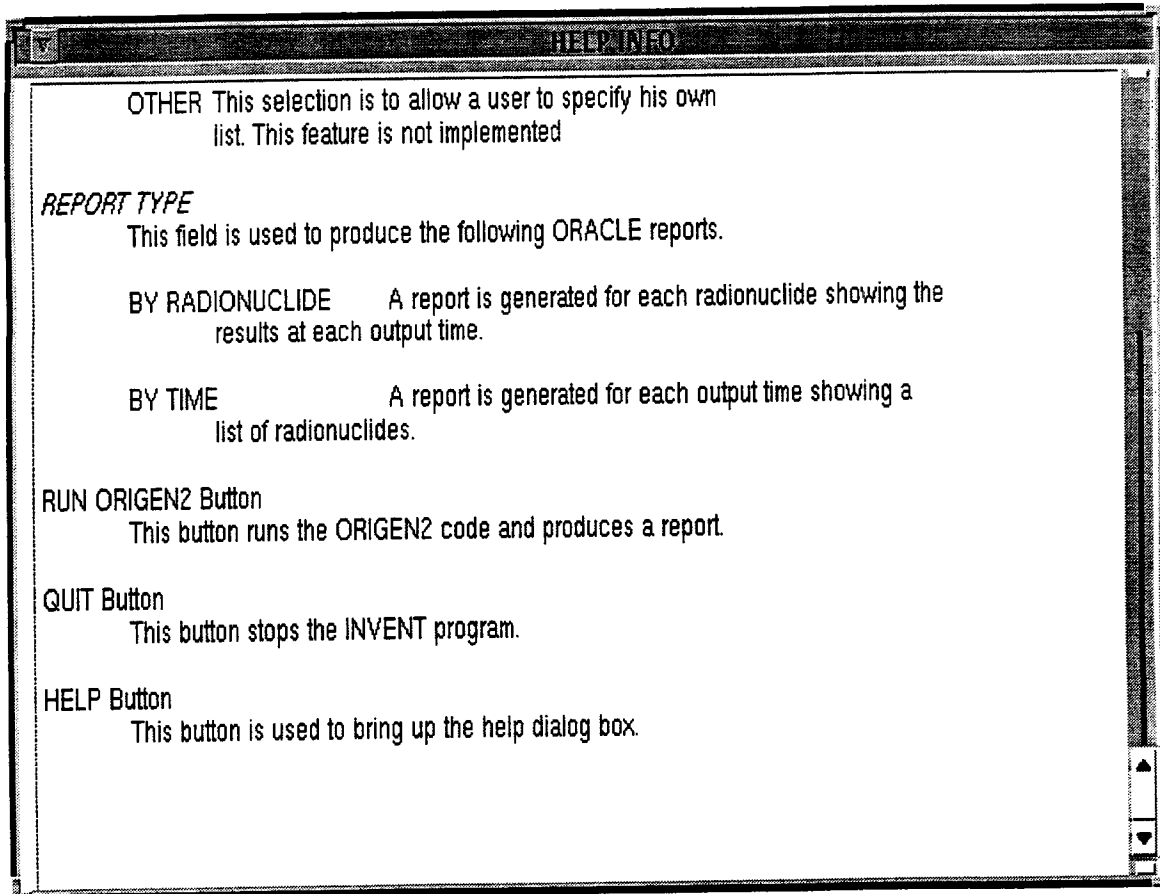 HELP INFO
OTHER This selection is to allow a user to specify his own
list. This feature is not implemented
REPORT TYPE
This field is used to produce the following ORACLE reports.
BY RADIONUCLIDE A report is generated for each radionuclide showing the
results at each output time.
BY TIME A report is generated for each output time showing a
list of radionuclides.
RUN ORIGEN2 Button
This button runs the ORIGEN2 code and produces a report.
QUIT Button
This button stops the INVENT program.
HELP Button
This button is used to bring up the help dialog box.